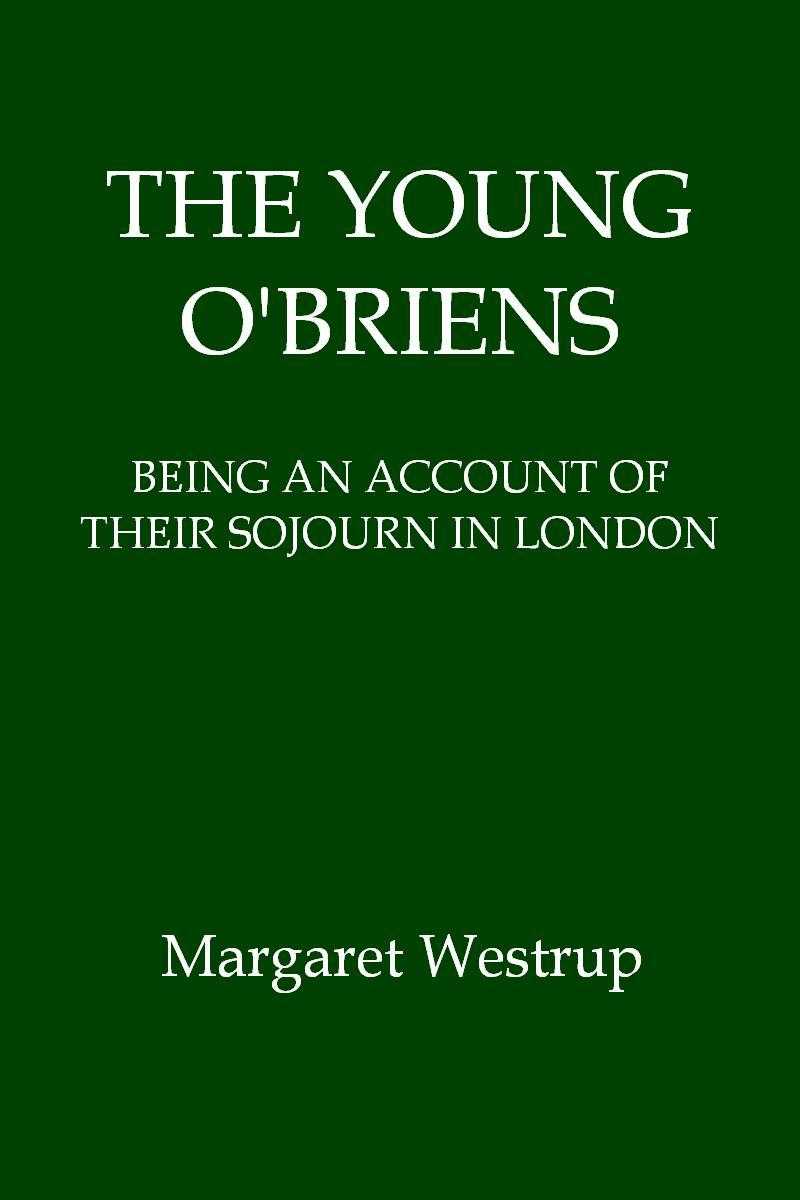 THE YOUNG
O'BRIENS
BEING AN ACCOUNT OF
THEIR SOJOURN IN LONDON
Margaret Westrup